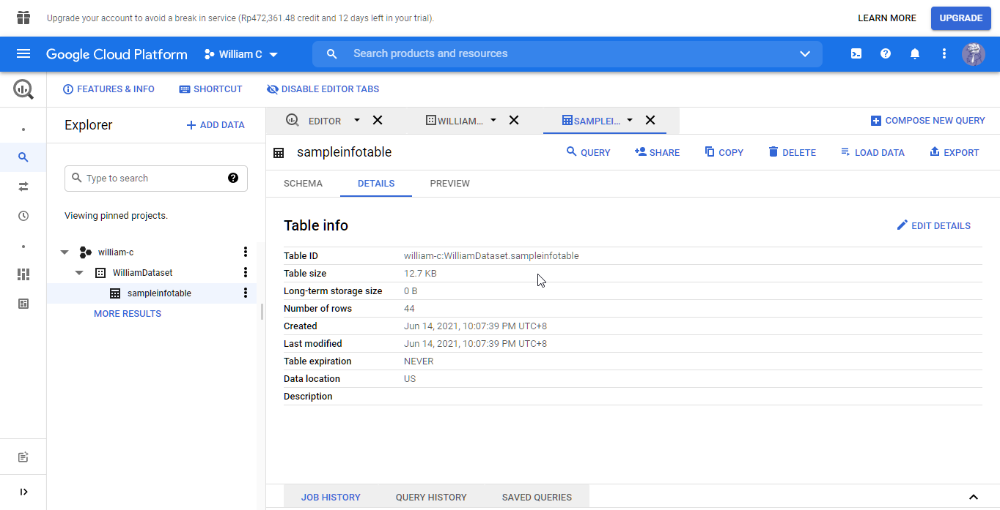 Upgrade your account to avoid a break in service (Rp472,361.48 credit and 12 days left in your trial).
LEARN MORE
UPGRADE
Google Cloud Platform
William C
Search products and resources
FEATURES & INFO
SHORTCUT
DISABLE EDITOR TABS
Explorer
+ ADD DATA
EDITOR
WILLIAM...
SAMPLEI...
COMPOSE NEW QUERY
sampleinfotable
QUERY
SHARE
COPY
DELETE
LOAD DATA
EXPORT
Type to search
SCHEMA
DETAILS
PREVIEW
Viewing pinned projects.
william-c
WilliamDataset
sampleinfotable
MORE RESULTS
Table info
EDIT DETAILS
Table ID william-c:WilliamDataset.sampleinfotable
Table size 12.7 KB
Long-term storage size 0 B
Number of rows 44
Created Jun 14, 2021, 10:07:39 PM UTC+8
Last modified Jun 14, 2021, 10:07:39 PM UTC+8
Table expiration NEVER
Data location US
Description
JOB HISTORY
QUERY HISTORY
SAVED QUERIES